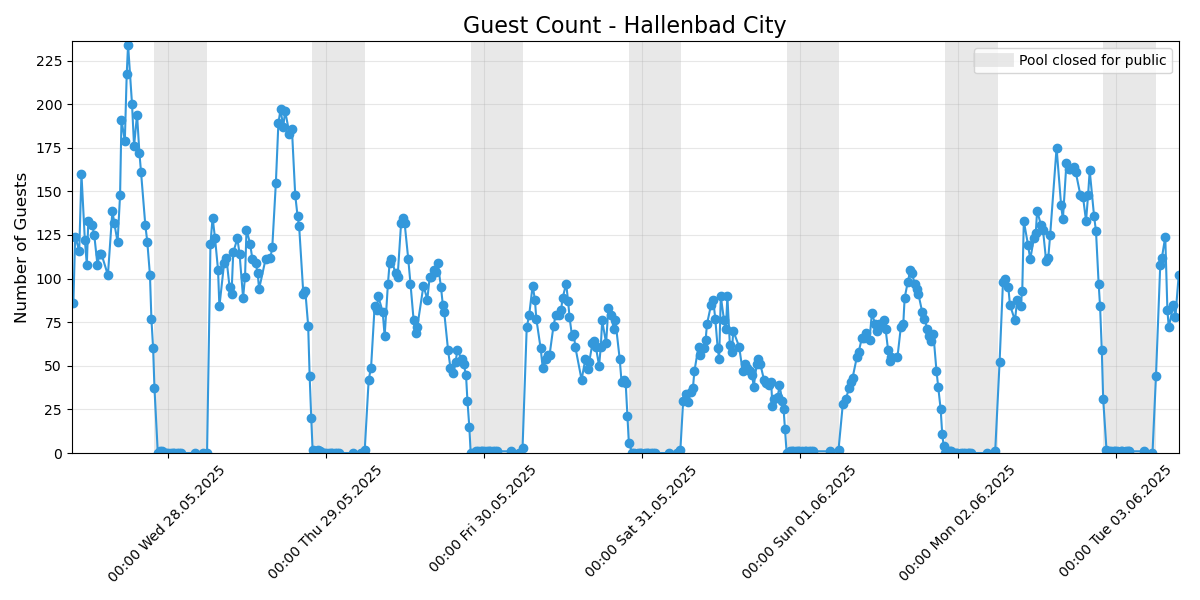 Guest Count - Hallenbad City
Pool closed for public
Number of Guests
225
200
175
150
125
100
75
50
25
0
00:00 Wed 28.05.2025
00:00 Thu 29.05.2025
00:00 Fri 30.05.2025
00:00 Sat 31.05.2025
00:00 Sun 01.06.2025
00:00 Mon 02.06.2025
00:00 Tue 03.06.2025